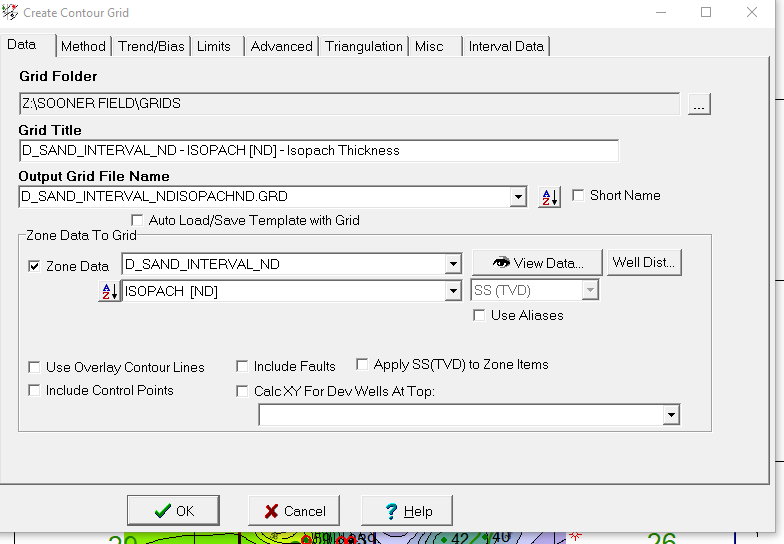 Create Contour Grid
Data Method Trend/Bias Limits Advanced Triangulation Misc Interval Data
Grid Folder
Z:\SOONER FIELD\GRIDS ...
Grid Title
D_SAND_INTERVAL_ND - ISOPACH [ND] - Isopach Thickness
Output Grid File Name
D_SAND_INTERVAL_NDISOPACHND.GRD A Z Short Name
Auto Load/Save Template with Grid
Zone Data To Grid
Zone Data D_SAND_INTERVAL_ND View Data... Well Dist...
A Z ISOPACH [ND] SS (TVD)
Use Aliases
Use Overlay Contour Lines Include Faults Apply SS(TVD) to Zone Items
Include Control Points Calc XY For Dev Wells At Top:
OK Cancel ? Help
42 40 26